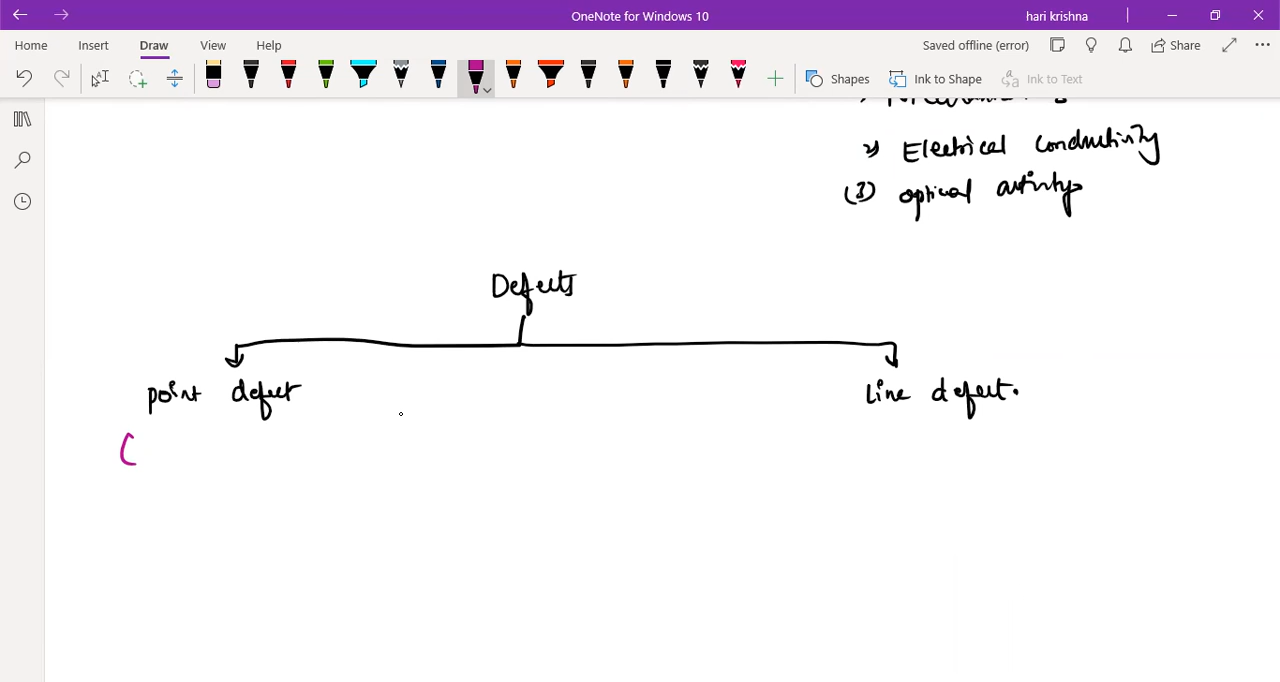 OneNote for Windows 10
hari krishna
Home Insert Draw View Help
Saved offline (error)
Share
Shapes
Ink to Shape
Ink to Text
2) Electrical conductivity
(3) optical activity
Defects
point defect
Line defect.
(